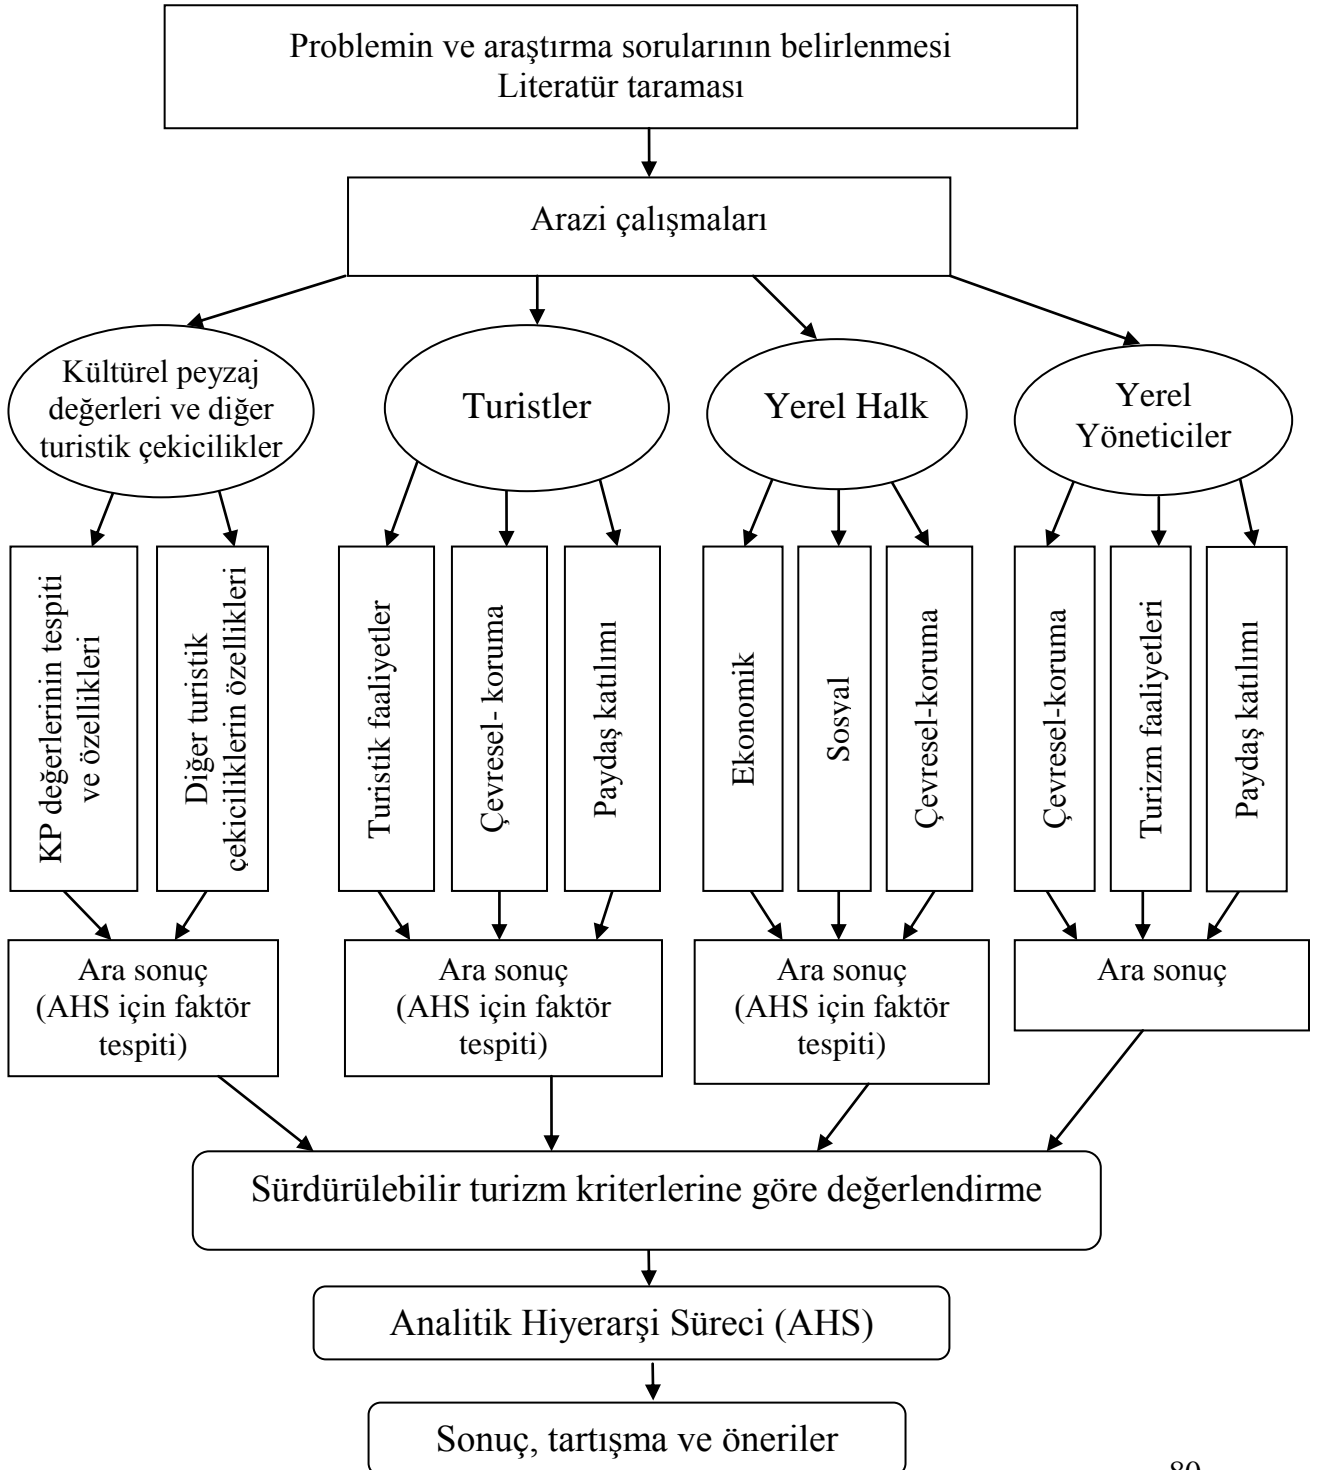 Problemin ve araştırma sorularının belirlenmesi
Literatür taraması
Arazi çalışmaları
Kültürel peyzaj
değerleri ve diğer
turistik çekicilikler
Turistler
Yerel Halk
Yerel
Yöneticiler
KP değerlerinin tespiti
ve özellikleri
Diğer turistik
çekiciliklerin özellikleri
Turistik faaliyetler
Çevresel- koruma
Paydaş katılımı
Ekonomik
Sosyal
Çevresel-koruma
Çevresel-koruma
Turizm faaliyetleri
Paydaş katılımı
Ara sonuç
(AHS için faktör
tespiti)
Ara sonuç
(AHS için faktör
tespiti)
Ara sonuç
(AHS için faktör
tespiti)
Ara sonuç
Sürdürülebilir turizm kriterlerine göre değerlendirme
Analitik Hiyerarşi Süreci (AHS)
Sonuç, tartışma ve öneriler